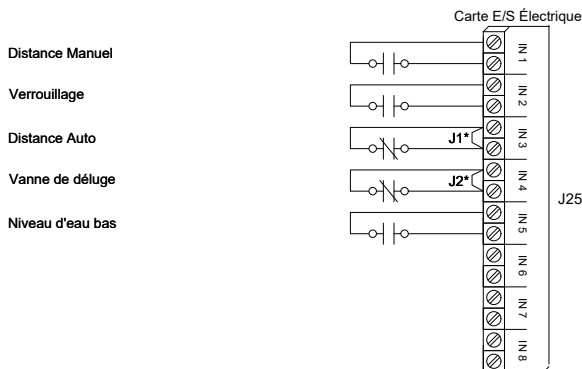 Carte E/S Électrique
Distance Manuel
IN 1
Verrouillage
IN 2
Distance Auto
J1*
IN 3
Vanne de déluge
J2*
IN 4
J25
Niveau d'eau bas
IN 5
IN 6
IN 7
IN 8